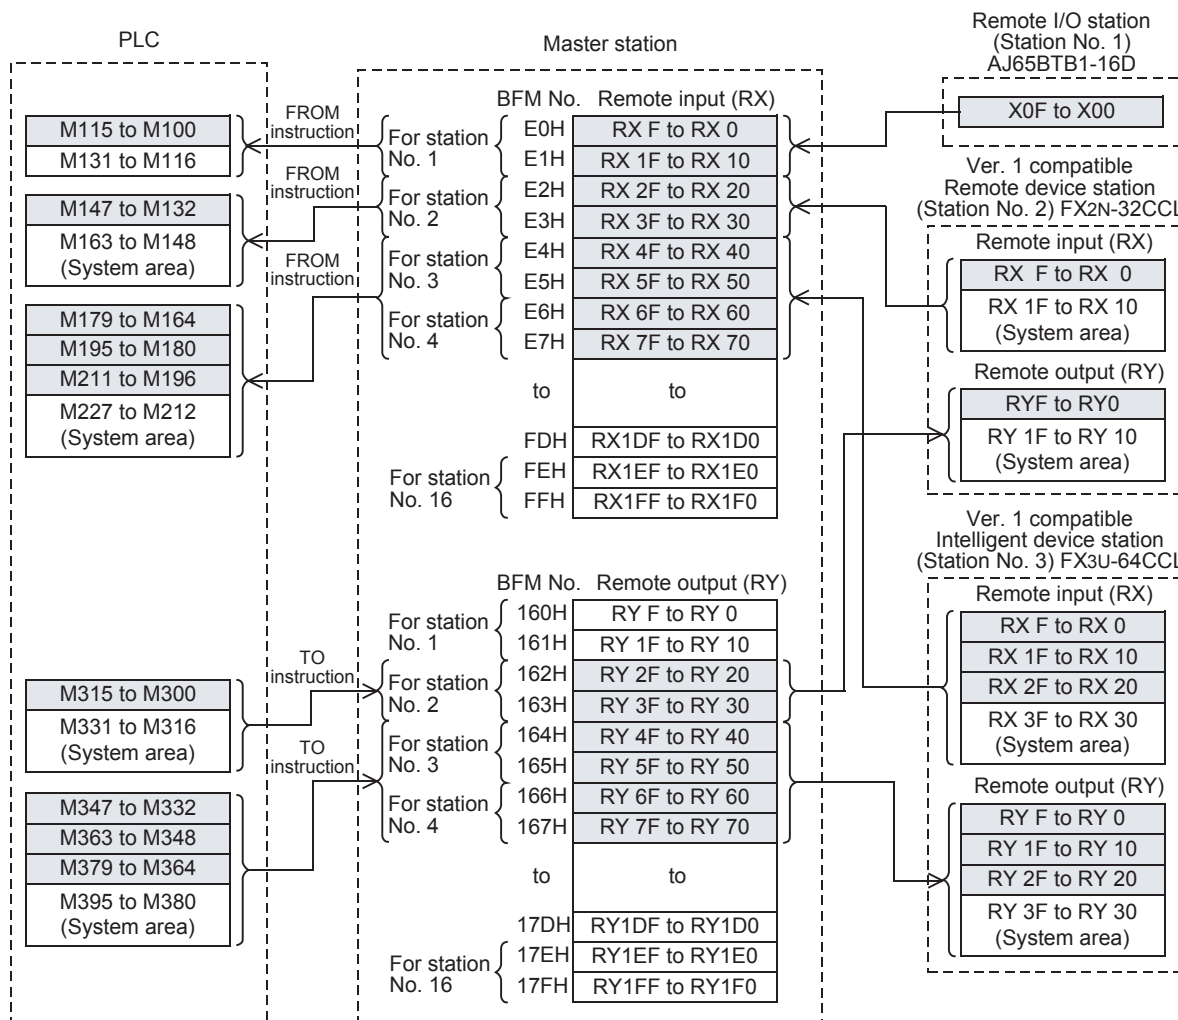 PLC
Master station
Remote I/O station
(Station No. 1)
AJ65BTB1-16D
X0F to X00
M115 to M100
M131 to M116
M147 to M132
M163 to M148
(System area)
M179 to M164
M195 to M180
M211 to M196
M227 to M212
(System area)
FROM
instruction
FROM
instruction
FROM
instruction
For station
No. 1
For station
No. 2
For station
No. 3
For station
No. 4
For station
No. 16
BFM No. Remote input (RX)
E0H RX F to RX 0
E1H RX 1F to RX 10
E2H RX 2F to RX 20
E3H RX 3F to RX 30
E4H RX 4F to RX 40
E5H RX 5F to RX 50
E6H RX 6F to RX 60
E7H RX 7F to RX 70
to to
FDH RX1DF to RX1D0
FEH RX1EF to RX1E0
FFH RX1FF to RX1F0
Ver. 1 compatible
Remote device station
(Station No. 2) FX2N-32CCL
Remote input (RX)
RX F to RX 0
RX 1F to RX 10
(System area)
Remote output (RY)
RYF to RY0
RY 1F to RY 10
(System area)
M315 to M300
M331 to M316
(System area)
M347 to M332
M363 to M348
M379 to M364
M395 to M380
(System area)
TO
instruction
TO
instruction
For station
No. 1
For station
No. 2
For station
No. 3
For station
No. 4
For station
No. 16
BFM No. Remote output (RY)
160H RY F to RY 0
161H RY 1F to RY 10
162H RY 2F to RY 20
163H RY 3F to RY 30
164H RY 4F to RY 40
165H RY 5F to RY 50
166H RY 6F to RY 60
167H RY 7F to RY 70
to to
17DH RY1DF to RY1D0
17EH RY1EF to RY1E0
17FH RY1FF to RY1F0
Ver. 1 compatible
Intelligent device station
(Station No. 3) FX3U-64CCL
Remote input (RX)
RX F to RX 0
RX 1F to RX 10
RX 2F to RX 20
RX 3F to RX 30
(System area)
Remote output (RY)
RY F to RY 0
RY 1F to RY 10
RY 2F to RY 20
RY 3F to RY 30
(System area)